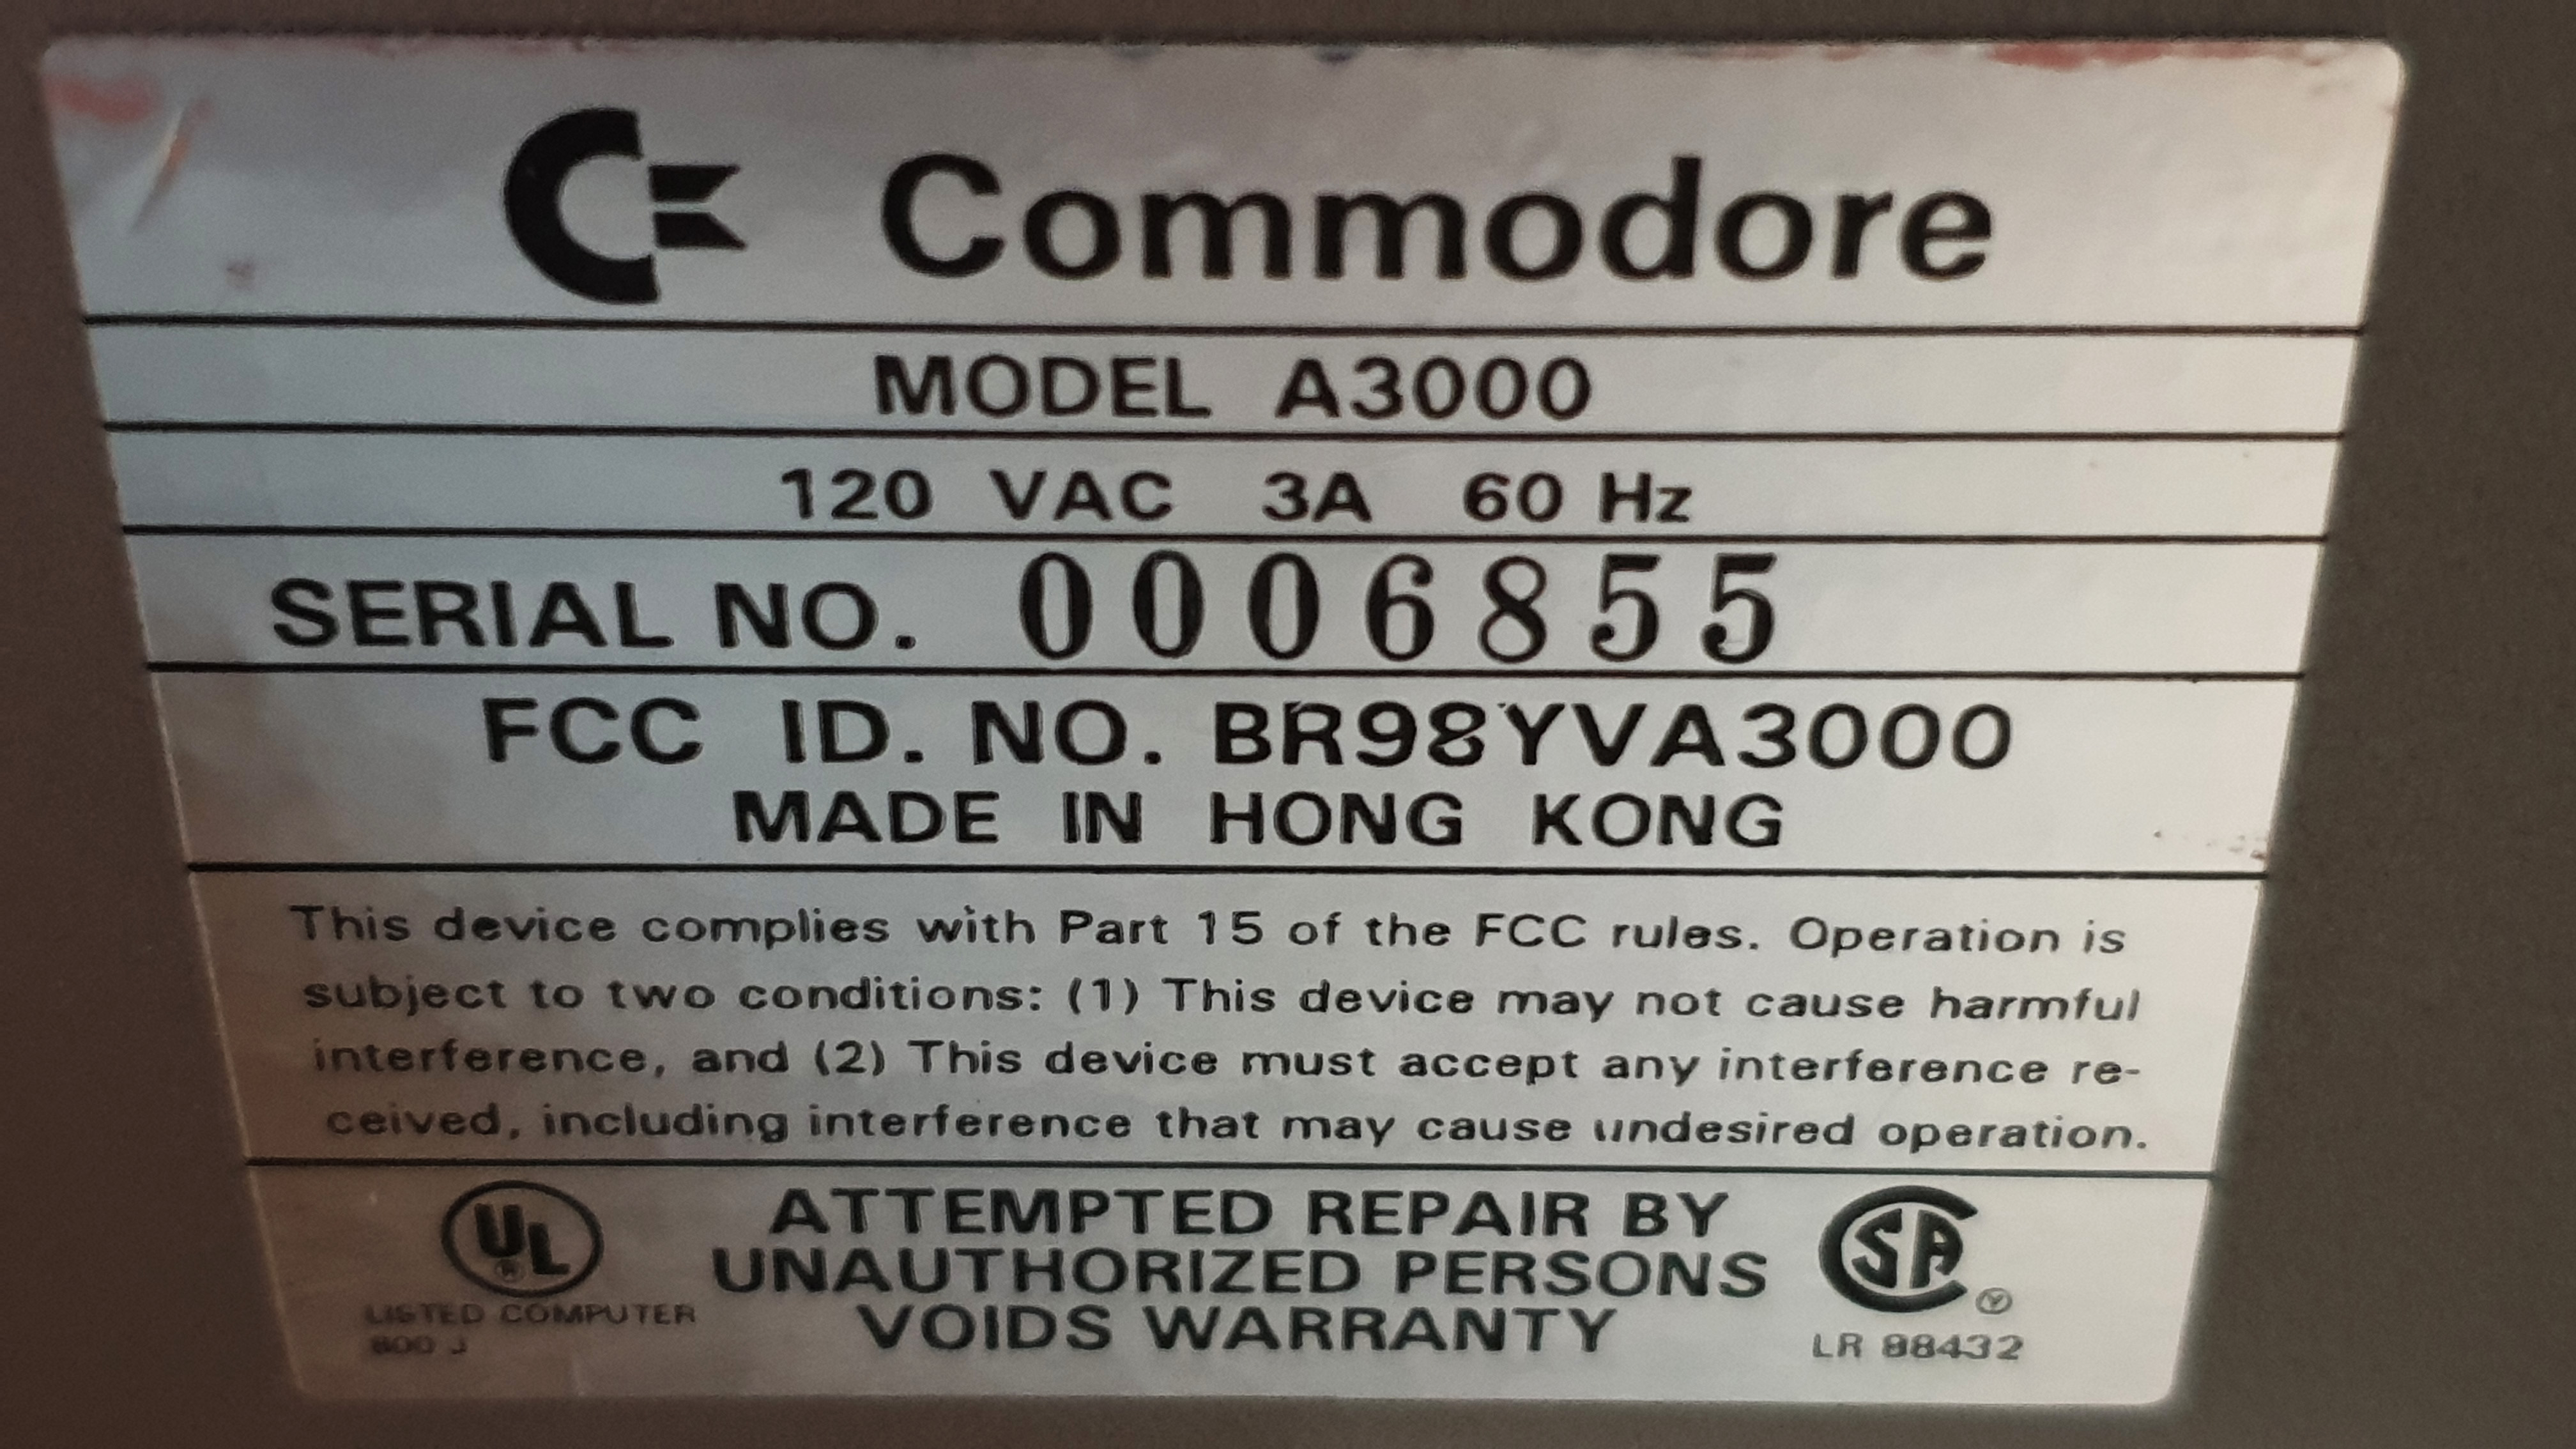 Commodore
MODEL A3000
120 VAC 3A 60 Hz
SERIAL NO. 0006855
FCC ID. NO. BR98YVA3000
MADE IN HONG KONG
This device complies with Part 15 of the FCC rules. Operation is
subject to two conditions: (1) This device may not cause harmful
interference, and (2) This device must accept any interference re-
ceived, including interference that may cause undesired operation.
UL ®
LISTED COMPUTER
800 J
ATTEMPTED REPAIR BY
UNAUTHORIZED PERSONS
VOIDS WARRANTY
SA
LR 88432